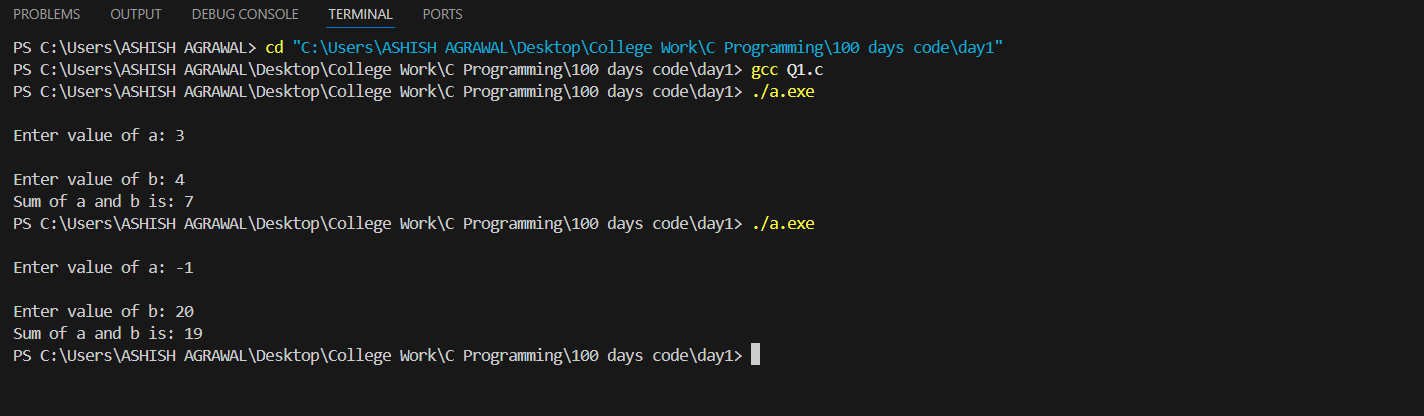 PROBLEMS OUTPUT DEBUG CONSOLE TERMINAL PORTS
PS C:\Users\ASHISH AGRAWAL> cd "C:\Users\ASHISH AGRAWAL\Desktop\College Work\C Programming\100 days code\day1"
PS C:\Users\ASHISH AGRAWAL\Desktop\College Work\C Programming\100 days code\day1> gcc Q1.c
PS C:\Users\ASHISH AGRAWAL\Desktop\College Work\C Programming\100 days code\day1> ./a.exe
Enter value of a: 3
Enter value of b: 4
Sum of a and b is: 7
PS C:\Users\ASHISH AGRAWAL\Desktop\College Work\C Programming\100 days code\day1> ./a.exe
Enter value of a: -1
Enter value of b: 20
Sum of a and b is: 19
PS C:\Users\ASHISH AGRAWAL\Desktop\College Work\C Programming\100 days code\day1>